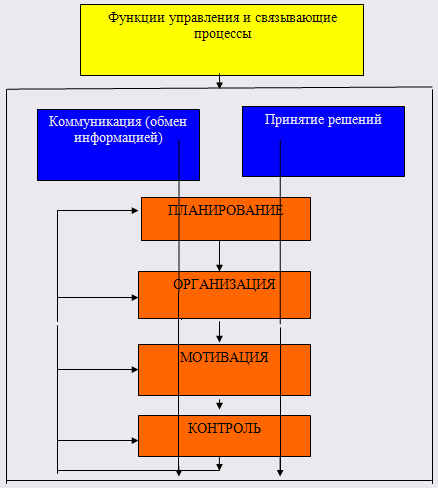 Функции управления и связывающие
процессы
Коммуникация (обмен
информацией)
Принятие решений
ПЛАНИРОВАНИЕ
ОРГАНИЗАЦИЯ
МОТИВАЦИЯ
КОНТРОЛЬ